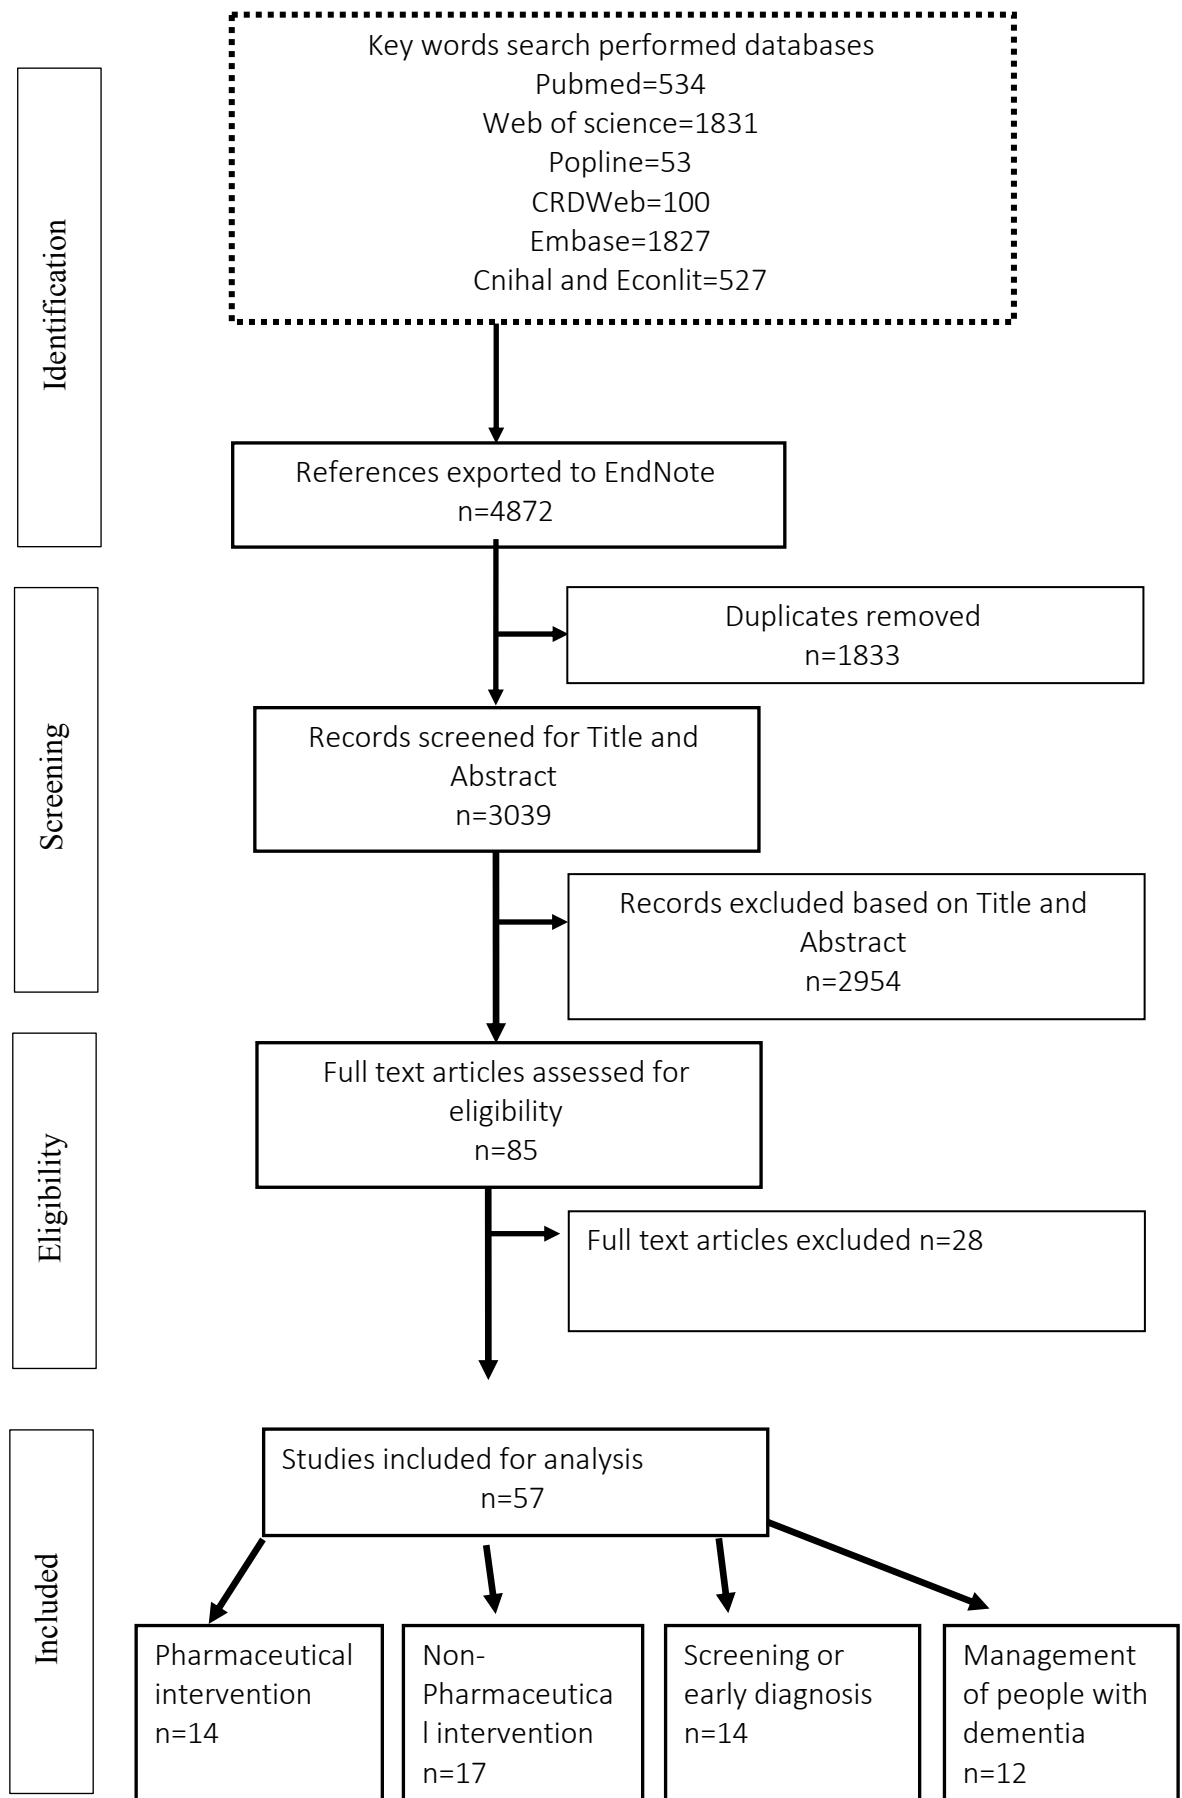 Key words search performed databases
Pubmed=534
Web of science=1831
Popline=53
CRDWeb=100
Embase=1827
Cnihal and Econlit=527
Identification
References exported to EndNote
n=4872
Duplicates removed
n=1833
Screening
Records screened for Title and
Abstract
n=3039
Records excluded based on Title and
Abstract
n=2954
Eligibility
Full text articles assessed for
eligibility
n=85
Full text articles excluded n=28
Included
Studies included for analysis
n=57
Pharmaceutical
intervention
n=14
Non-
Pharmaceutica
l intervention
n=17
Screening or
early diagnosis
n=14
Management
of people with
dementia
n=12